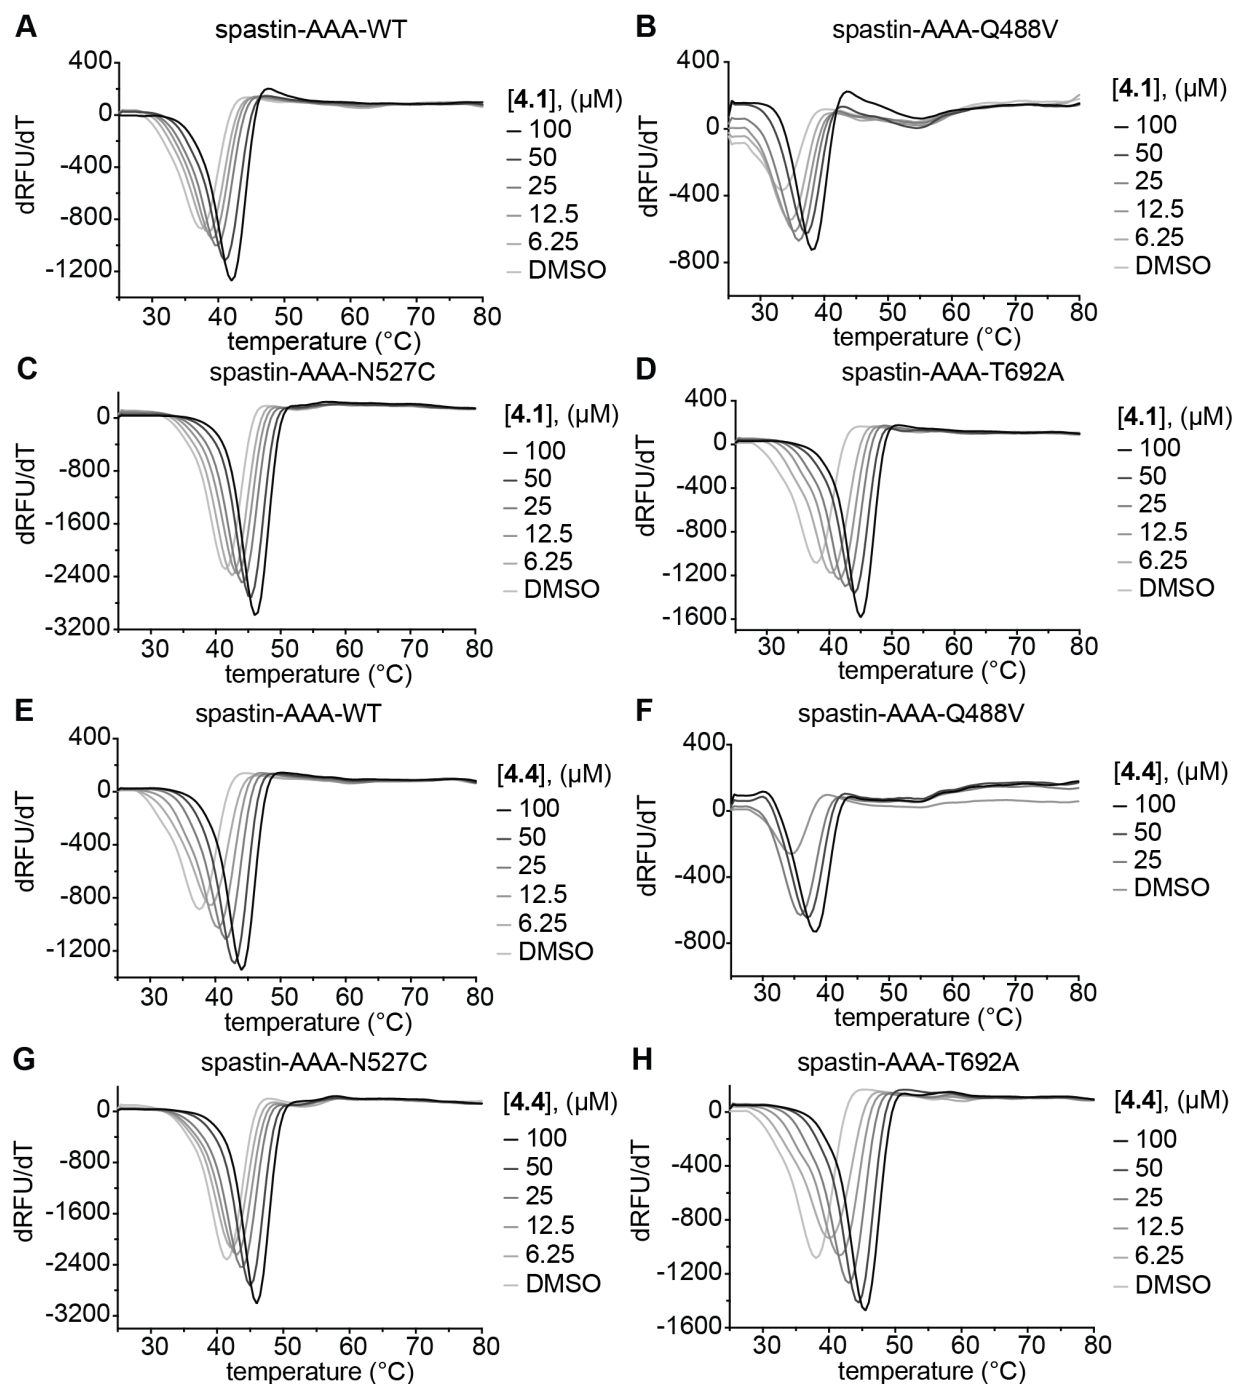 A
spastin-AAA-WT
400
0
-400
-800
-1200
dRFU/dT
30 40 50 60 70 80
temperature (°C)
[4.1], (µM)
100
50
25
12.5
6.25
DMSO
B
spastin-AAA-Q488V
400
0
-400
-800
dRFU/dT
30 40 50 60 70 80
temperature (°C)
[4.1], (µM)
100
50
25
12.5
6.25
DMSO
C
spastin-AAA-N527C
0
-800
-1600
-2400
-3200
dRFU/dT
30 40 50 60 70 80
temperature (°C)
[4.1], (µM)
100
50
25
12.5
6.25
DMSO
D
spastin-AAA-T692A
400
0
-400
-800
-1200
-1600
dRFU/dT
30 40 50 60 70 80
temperature (°C)
[4.1], (µM)
100
50
25
12.5
6.25
DMSO
E
spastin-AAA-WT
400
0
-400
-800
-1200
dRFU/dT
30 40 50 60 70 80
temperature (°C)
[4.4], (µM)
100
50
25
12.5
6.25
DMSO
F
spastin-AAA-Q488V
400
0
-400
-800
dRFU/dT
30 40 50 60 70 80
temperature (°C)
[4.4], (µM)
100
50
25
DMSO
G
spastin-AAA-N527C
0
-800
-1600
-2400
-3200
dRFU/dT
30 40 50 60 70 80
temperature (°C)
[4.4], (µM)
100
50
25
12.5
6.25
DMSO
H
spastin-AAA-T692A
0
-400
-800
-1200
-1600
dRFU/dT
30 40 50 60 70 80
temperature (°C)
[4.4], (µM)
100
50
25
12.5
6.25
DMSO